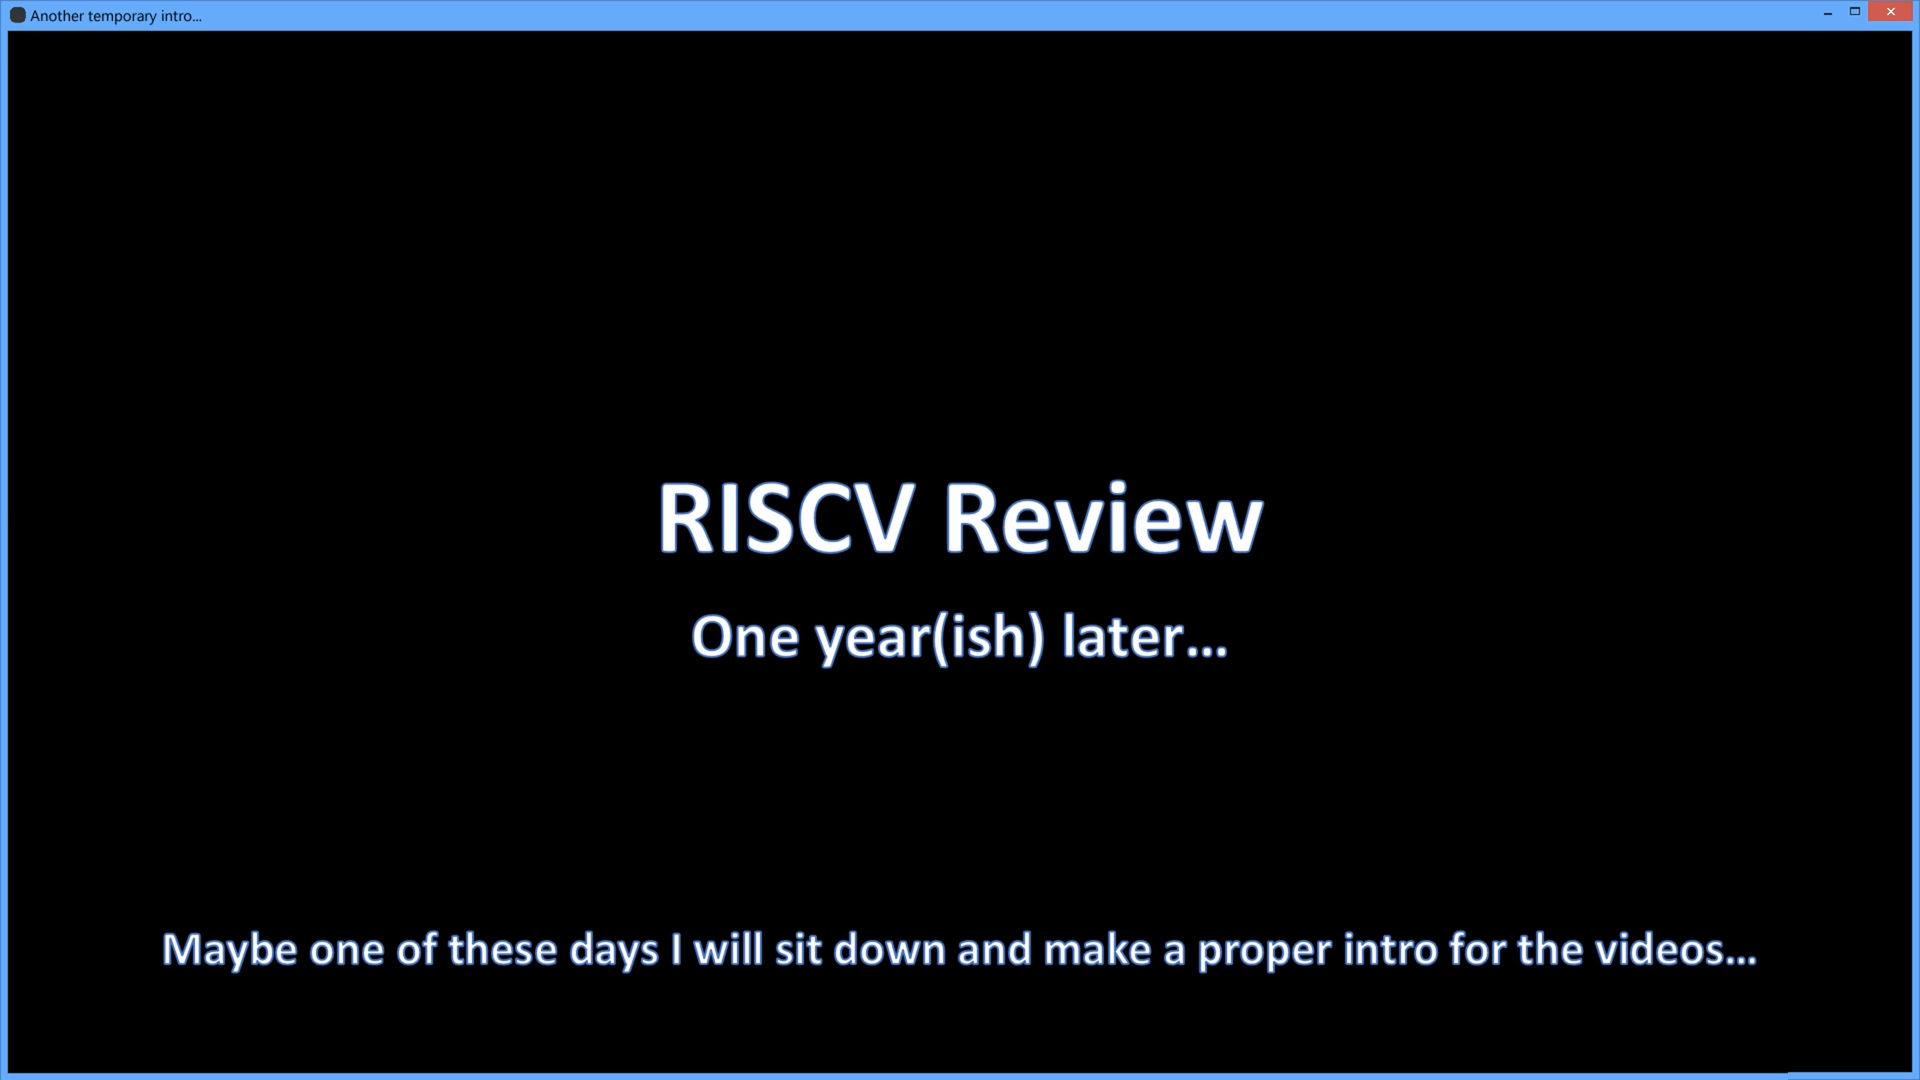 Another temporary intro...
RISCV Review
One year(ish) later...
Maybe one of these days I will sit down and make a proper intro for the videos...